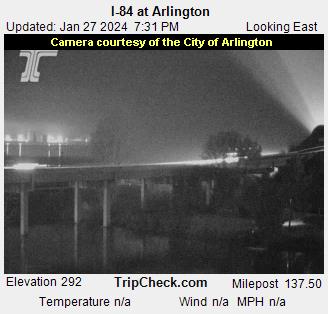 I-84 at Arlington
Updated: Jan 27 2024 7:31 PM Looking East
Camera courtesy of the City of Arlington
Elevation 292 TripCheck.com Milepost 137.50
Temperature n/a Wind n/a MPH n/a